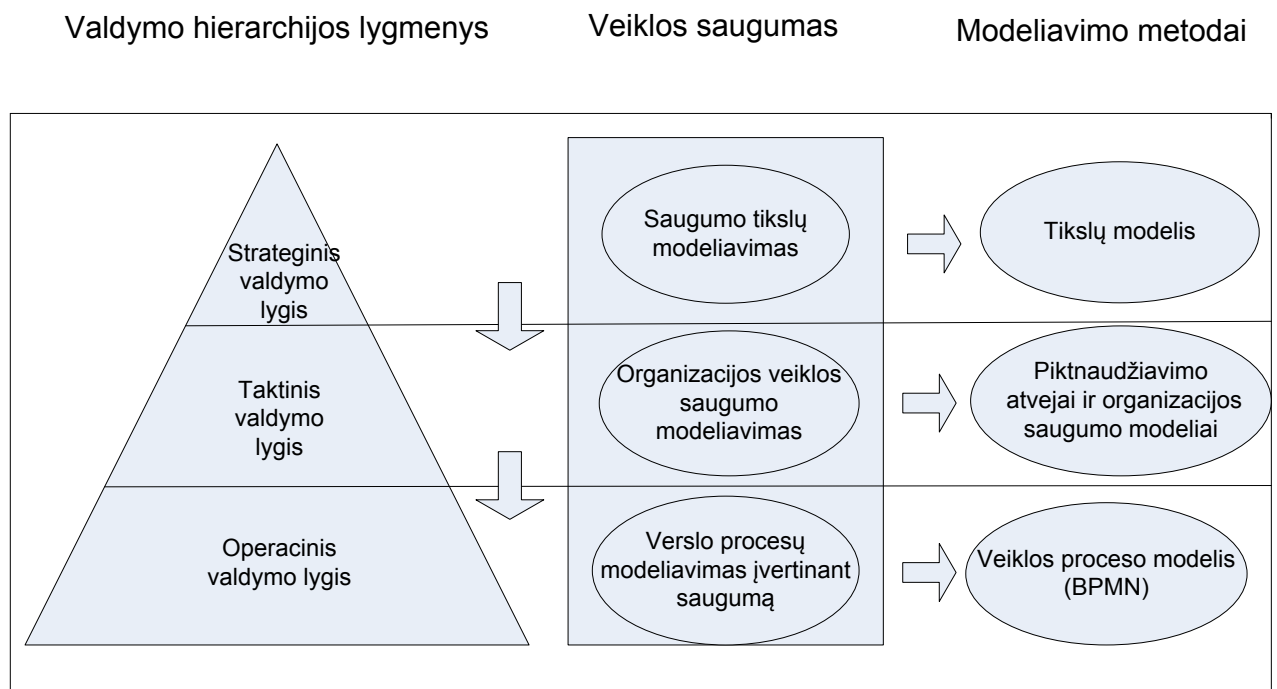 Valdymo hierarchijos lygmenys
Veiklos saugumas
Modeliavimo metodai
Strateginis
valdymo
lygis
Saugumo tikslų
modeliavimas
Tikslų modelis
Taktinis
valdymo
lygis
Organizacijos veiklos
saugumo
modeliavimas
Piktnaudžiavimo
atvejai ir organizacijos
saugumo modeliai
Operacinis
valdymo lygis
Verslo procesų
modeliavimas įvertinant
saugumą
Veiklos proceso modelis
(BPMN)